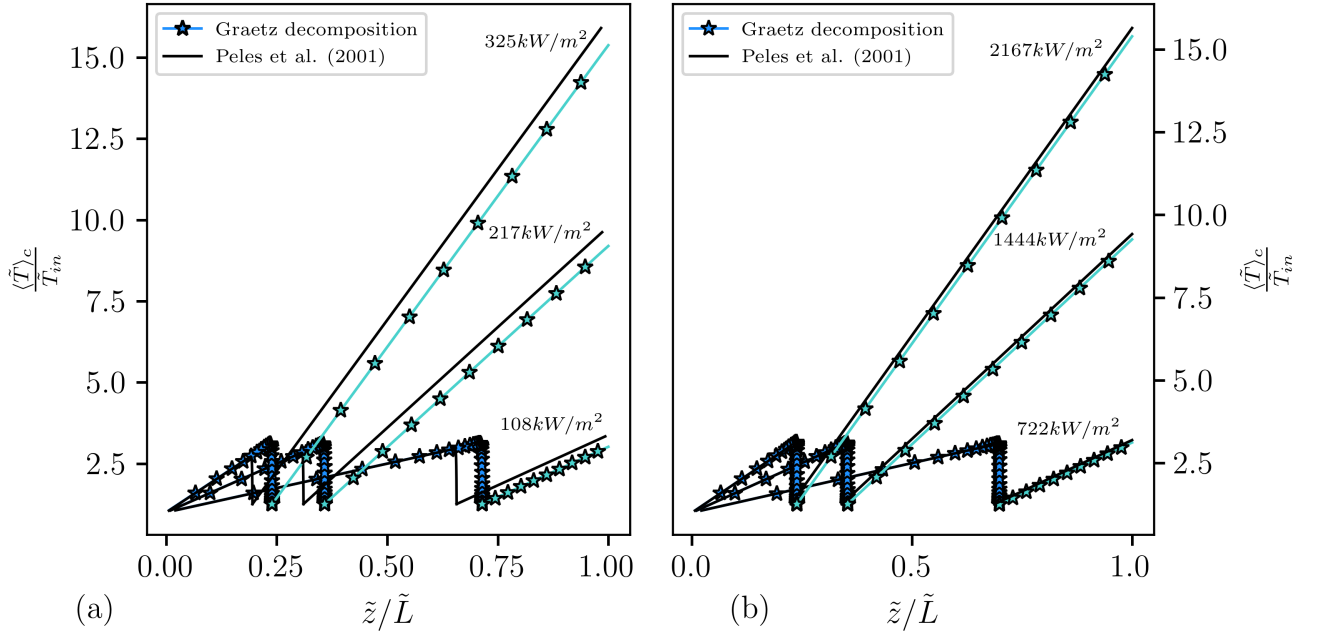 Graetz decomposition
Peles et al. (2001)
325kW/m²
217kW/m²
108kW/m²
15.0
12.5
10.0
7.5
5.0
2.5
⟨T̃⟩c
T̃in
0.00 0.25 0.50 0.75 1.00
(a) z̃/L̃
Graetz decomposition
Peles et al. (2001)
2167kW/m²
1444kW/m²
722kW/m²
15.0
12.5
10.0
7.5
5.0
2.5
⟨T̃⟩c
T̃in
0.0 0.5 1.0
(b) z̃/L̃